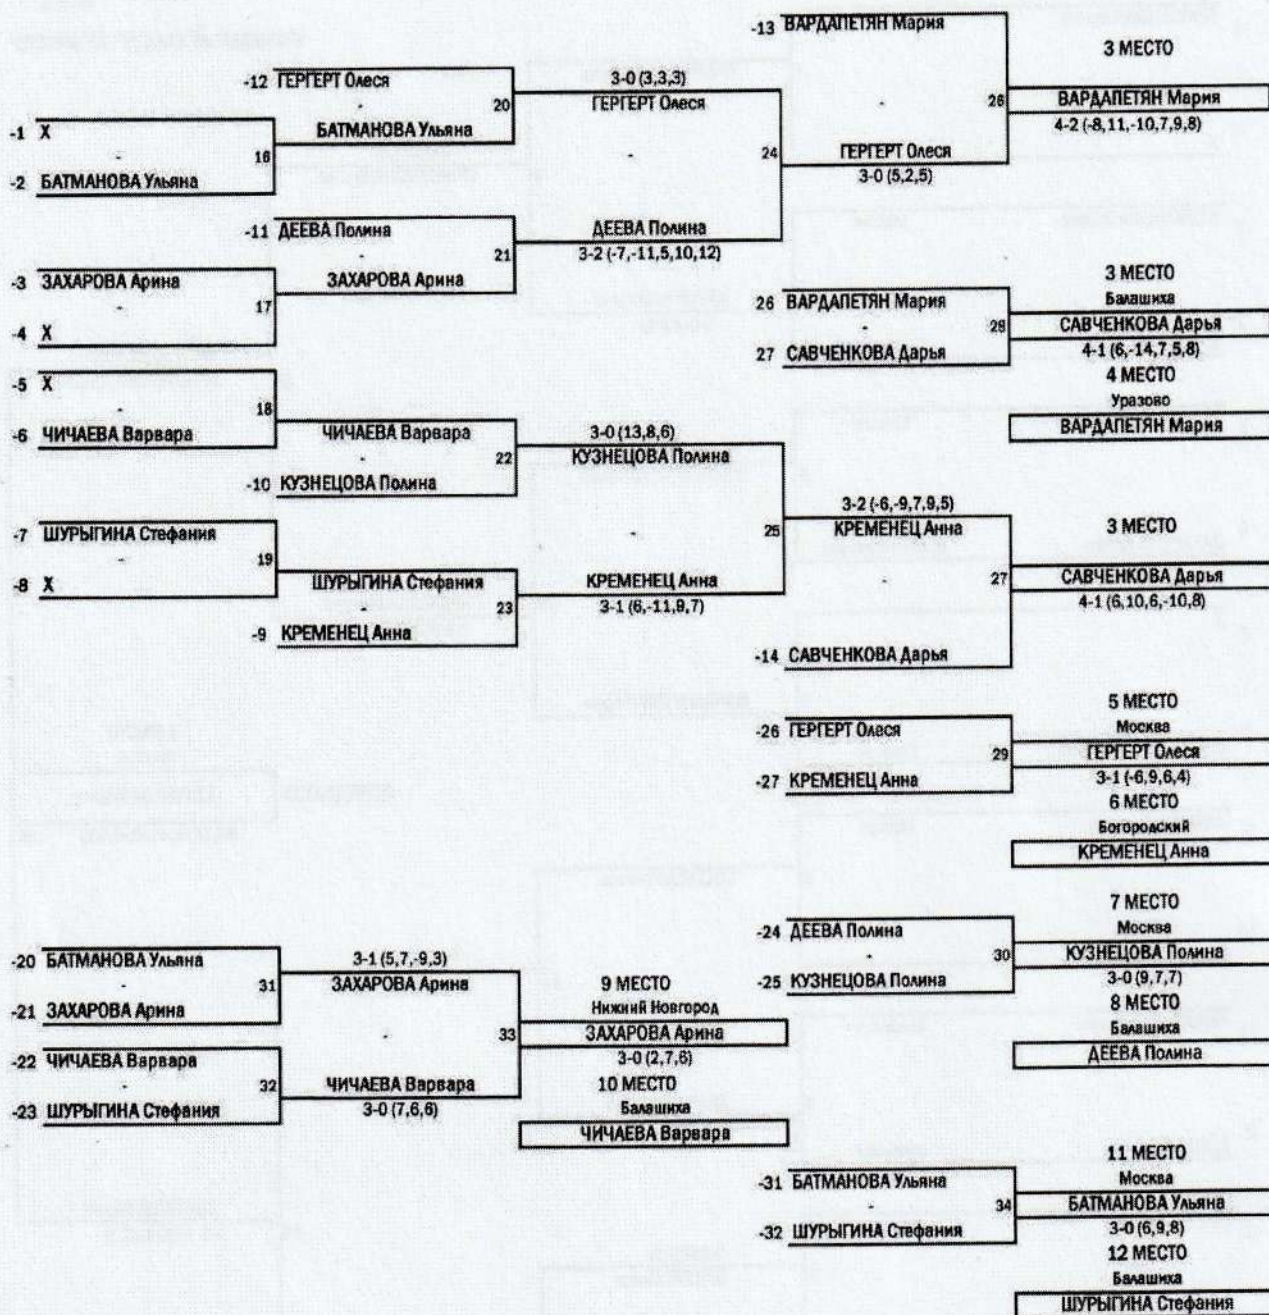 -13 ВАРДАПЕТЯН Мария
3 МЕСТО
26
ВАРДАПЕТЯН Мария
4-2 (-8,11,-10,7,9,8)
-12 ГЕРГЕРТ Олеся
20
3-0 (3,3,3)
ГЕРГЕРТ Олеся
-1 X
16
БАТМАНОВА Ульяна
-2 БАТМАНОВА Ульяна
24
ГЕРГЕРТ Олеся
3-0 (5,2,5)
-11 ДЕЕВА Полина
21
ДЕЕВА Полина
3-2 (-7,-11,5,10,12)
-3 ЗАХАРОВА Арина
17
ЗАХАРОВА Арина
-4 X
26 ВАРДАПЕТЯН Мария
27 САВЧЕНКОВА Дарья
28
3 МЕСТО
Балашиха
САВЧЕНКОВА Дарья
4-1 (6,-14,7,5,8)
4 МЕСТО
Уразово
ВАРДАПЕТЯН Мария
-5 X
18
-6 ЧИЧАЕВА Варвара
ЧИЧАЕВА Варвара
22
-10 КУЗНЕЦОВА Полина
3-0 (13,8,6)
КУЗНЕЦОВА Полина
25
3-2 (-6,-9,7,9,5)
КРЕМЕНЕЦ Анна
27
3 МЕСТО
САВЧЕНКОВА Дарья
4-1 (6,10,6,-10,8)
-7 ШУРЫГИНА Стефания
19
-8 X
ШУРЫГИНА Стефания
23
-9 КРЕМЕНЕЦ Анна
КРЕМЕНЕЦ Анна
3-1 (6,-11,9,7)
-14 САВЧЕНКОВА Дарья
-26 ГЕРГЕРТ Олеся
29
-27 КРЕМЕНЕЦ Анна
5 МЕСТО
Москва
ГЕРГЕРТ Олеся
3-1 (-6,9,6,4)
6 МЕСТО
Богородский
КРЕМЕНЕЦ Анна
-24 ДЕЕВА Полина
30
-25 КУЗНЕЦОВА Полина
7 МЕСТО
Москва
КУЗНЕЦОВА Полина
3-0 (9,7,7)
8 МЕСТО
Балашиха
ДЕЕВА Полина
-20 БАТМАНОВА Ульяна
31
-21 ЗАХАРОВА Арина
3-1 (5,7,-9,3)
ЗАХАРОВА Арина
33
-22 ЧИЧАЕВА Варвара
32
-23 ШУРЫГИНА Стефания
ЧИЧАЕВА Варвара
3-0 (7,6,6)
9 МЕСТО
Нижний Новгород
ЗАХАРОВА Арина
3-0 (2,7,6)
10 МЕСТО
Балашиха
ЧИЧАЕВА Варвара
-31 БАТМАНОВА Ульяна
34
-32 ШУРЫГИНА Стефания
11 МЕСТО
Москва
БАТМАНОВА Ульяна
3-0 (6,9,8)
12 МЕСТО
Балашиха
ШУРЫГИНА Стефания